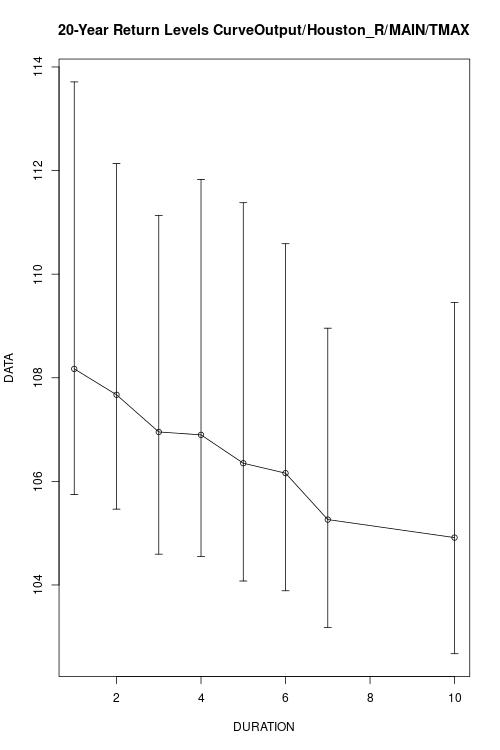 20-Year Return Levels CurveOutput/Houston_R/MAIN/TMAX
114
112
110
108
106
104
DATA
2 4 6 8 10
DURATION